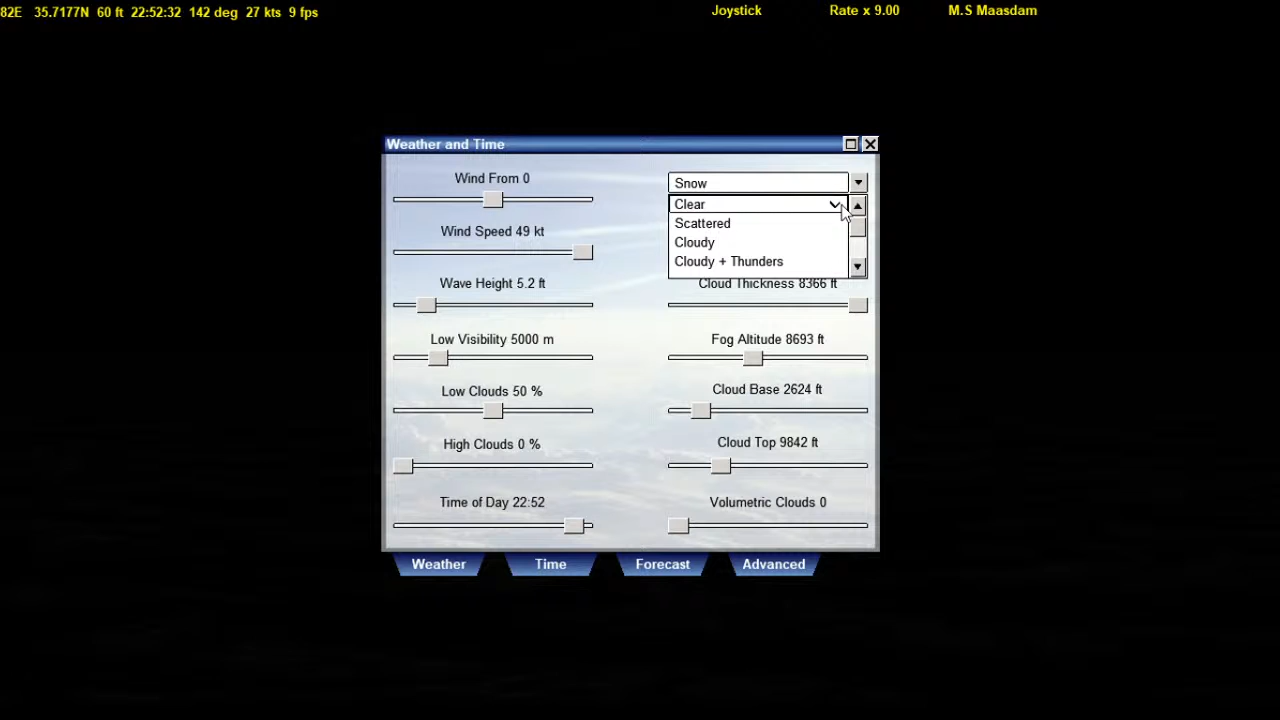 82E 35.7177N 60 ft 22:52:32 142 deg 27 kts 9 fps Joystick Rate x 9.00 M.S Maasdam
Weather and Time
Wind From 0
Snow
Clear
Scattered
Cloudy
Cloudy + Thunders
Wind Speed 49 kt
Wave Height 5.2 ft
Cloud Thickness 8366 ft
Low Visibility 5000 m
Fog Altitude 8693 ft
Low Clouds 50 %
Cloud Base 2624 ft
High Clouds 0 %
Cloud Top 9842 ft
Time of Day 22:52
Volumetric Clouds 0
Weather Time Forecast Advanced